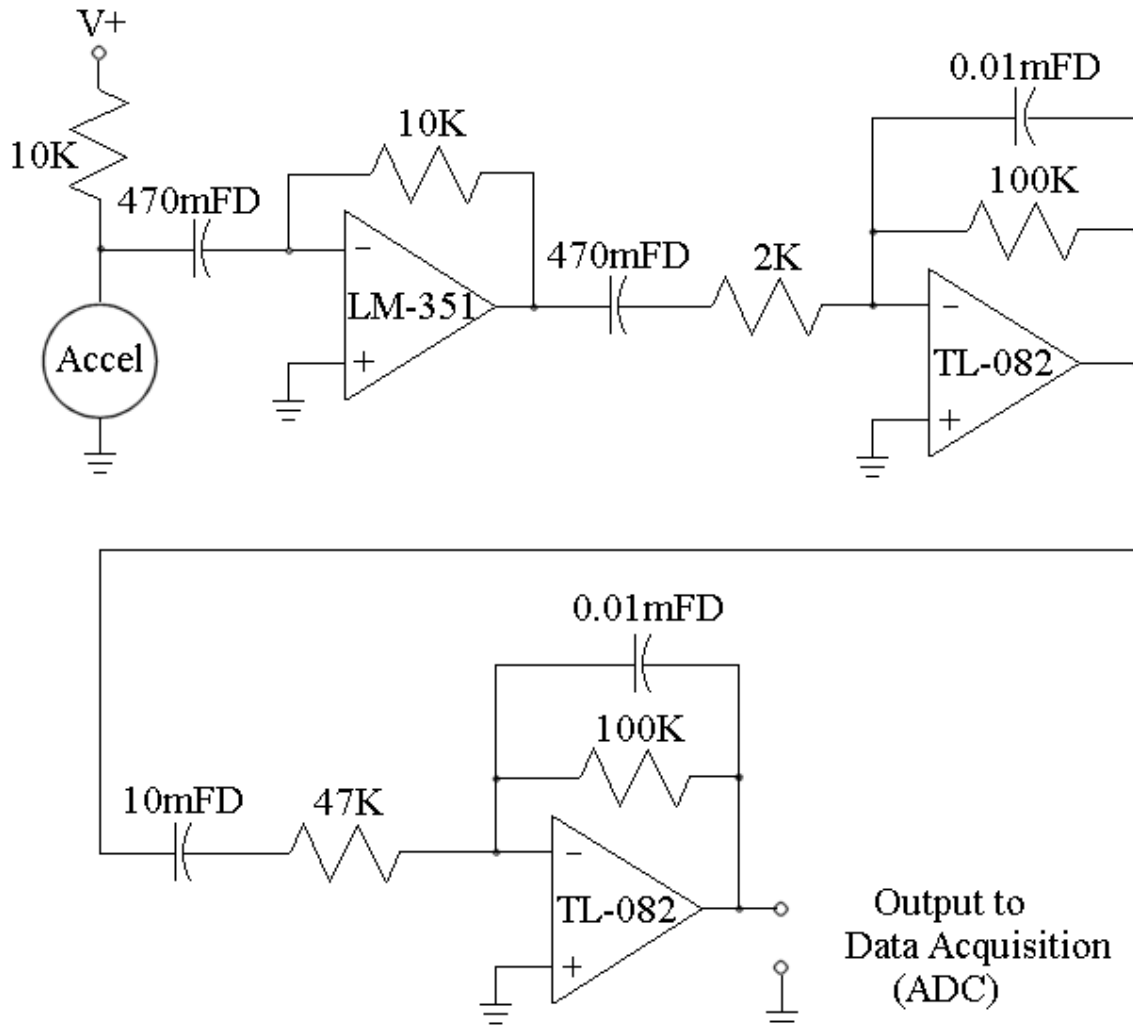 V+
10K
470mFD
Accel
10K
−
LM-351
+
470mFD
2K
0.01mFD
100K
−
TL-082
+
10mFD
47K
0.01mFD
100K
−
TL-082
+
Output to
Data Acquisition
(ADC)